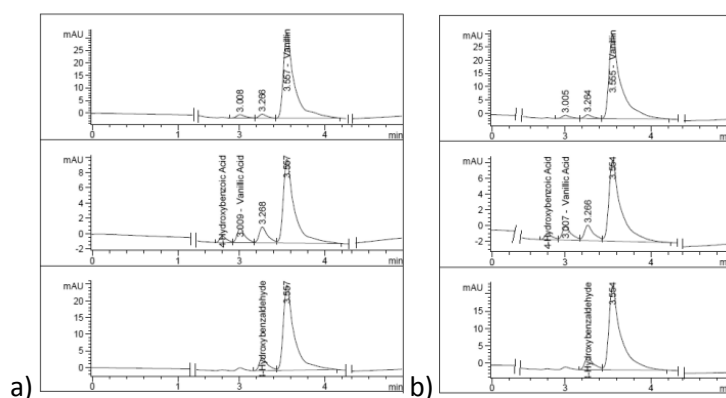 mAU
25
20
15
10
5
0
3.008
3.266
3.557 - Vanillin
0 1 3 4 min
mAU
8
6
4
2
0
-2
4-Hydroxybenzoic Acid
3.009 - Vanillic Acid
3.268
3.557
0 1 3 4 min
mAU
20
15
10
5
0
4-Hydroxybenzaldehyde
3.557
0 1 3 4 min
a)
mAU
25
20
15
10
5
0
3.005
3.264
3.555 - Vanillin
0 3 4 min
mAU
6
4
2
0
-2
4-Hydroxybenzoic Acid
3.007 - Vanillic Acid
3.266
3.554
0 3 4 min
mAU
15
10
5
0
4-Hydroxybenzaldehyde
3.554
0 3 4 min
b)